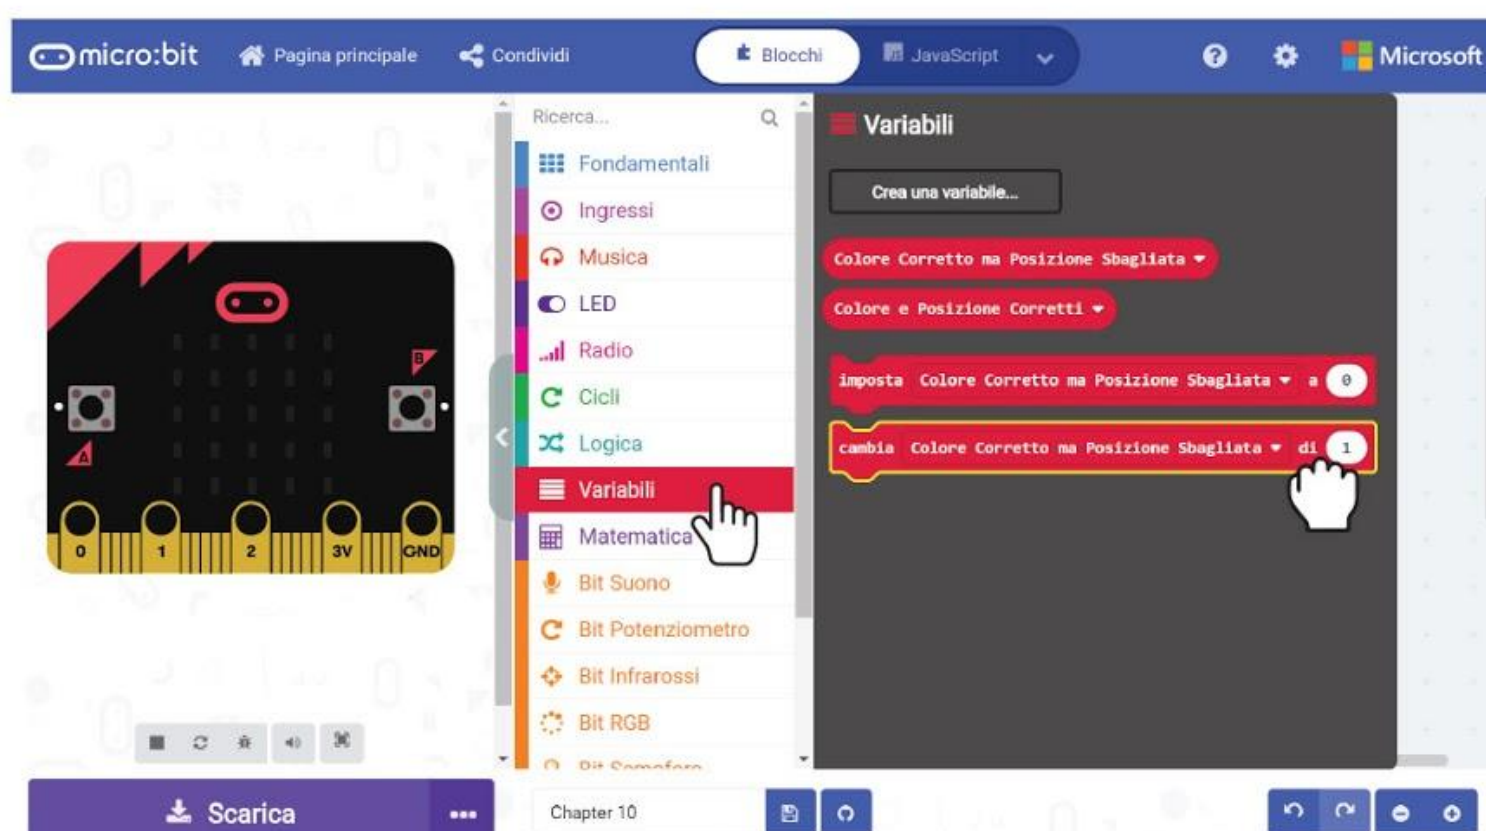 micro:bit Pagina principale Condividi Blocchi JavaScript Microsoft
Ricerca...
Fondamentali
Ingressi
Musica
LED
Radio
Cicli
Logica
Variabili
Matematica
Bit Suono
Bit Potenziometro
Bit Infrarossi
Bit RGB
Bit Semaforo
Variabili
Crea una variabile...
Colore Corretto ma Posizione Sbagliata
Colore e Posizione Corretti
imposta Colore Corretto ma Posizione Sbagliata a 0
cambia Colore Corretto ma Posizione Sbagliata di 1
B
A
0 1 2 3V GND
Scarica
Chapter 10